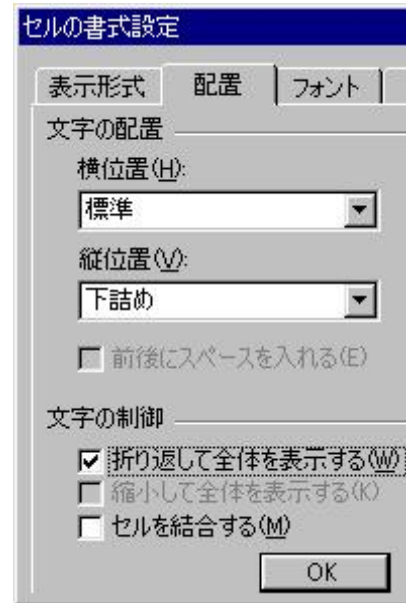 セルの書式設定
表示形式 配置 フォント
文字の配置
横位置(H):
標準
縦位置(V):
下詰め
前後にスペースを入れる(E)
文字の制御
折り返して全体を表示する(W)
縮小して全体を表示する(K)
セルを結合する(M)
OK